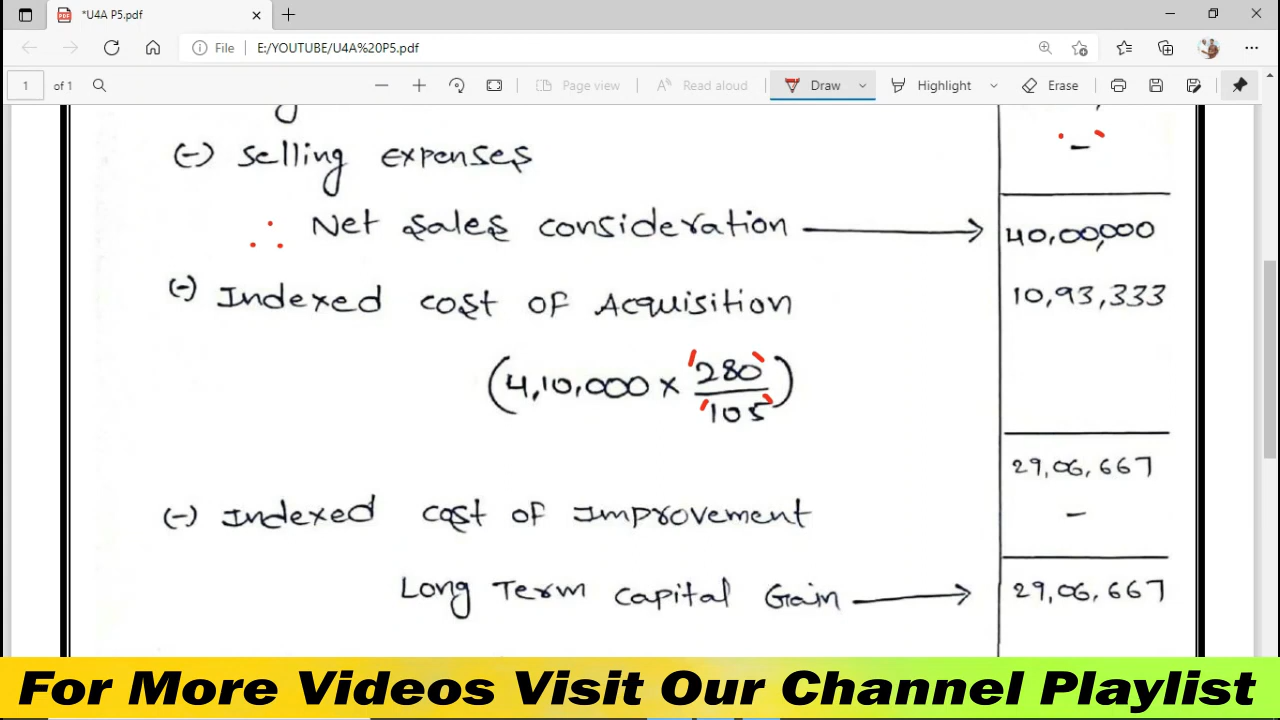 *U4A P5.pdf
File E:/YOUTUBE/U4A%20P5.pdf
1 of 1 Page view Read aloud Draw Highlight Erase
(-) Selling expenses -
∴ Net Sales consideration → 40,00,000
(-) Indexed cost of Acquisition 10,93,333
(4,10,000 × 280/105)
29,06,667
(-) Indexed cost of Improvement -
Long Term capital Gain → 29,06,667
For More Videos Visit Our Channel Playlist